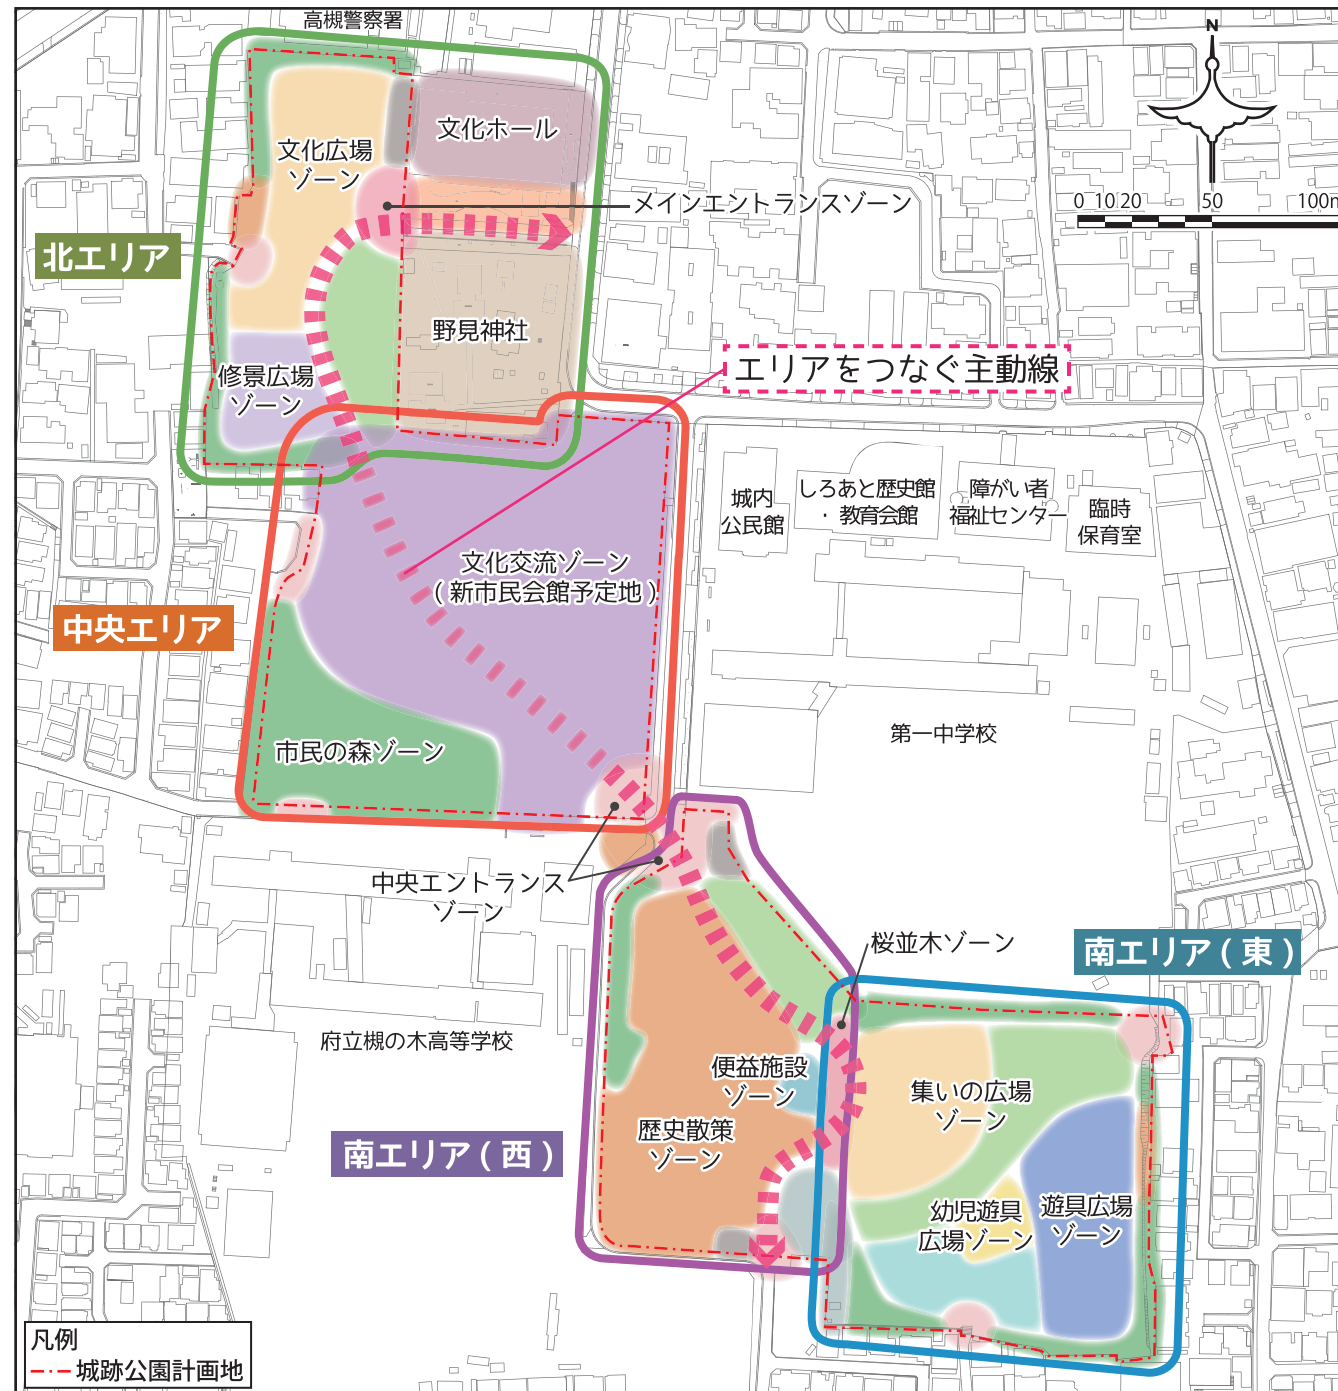 高槻警察署
N
0 10 20 50 100m
文化ホール
文化広場
ゾーン
メインエントランスゾーン
北エリア
野見神社
エリアをつなぐ主動線
修景広場
ゾーン
城内
公民館
しろあと歴史館
・ 教育会館
障がい者
福祉センター
臨時
保育室
文化交流ゾーン
( 新市民会館予定地 )
中央エリア
市民の森ゾーン
第一中学校
中央エントランス
ゾーン
桜並木ゾーン
南エリア ( 東 )
府立槻の木高等学校
便益施設
ゾーン
集いの広場
ゾーン
歴史散策
ゾーン
南エリア ( 西 )
幼児遊具
広場ゾーン
遊具広場
ゾーン
凡例
城跡公園計画地